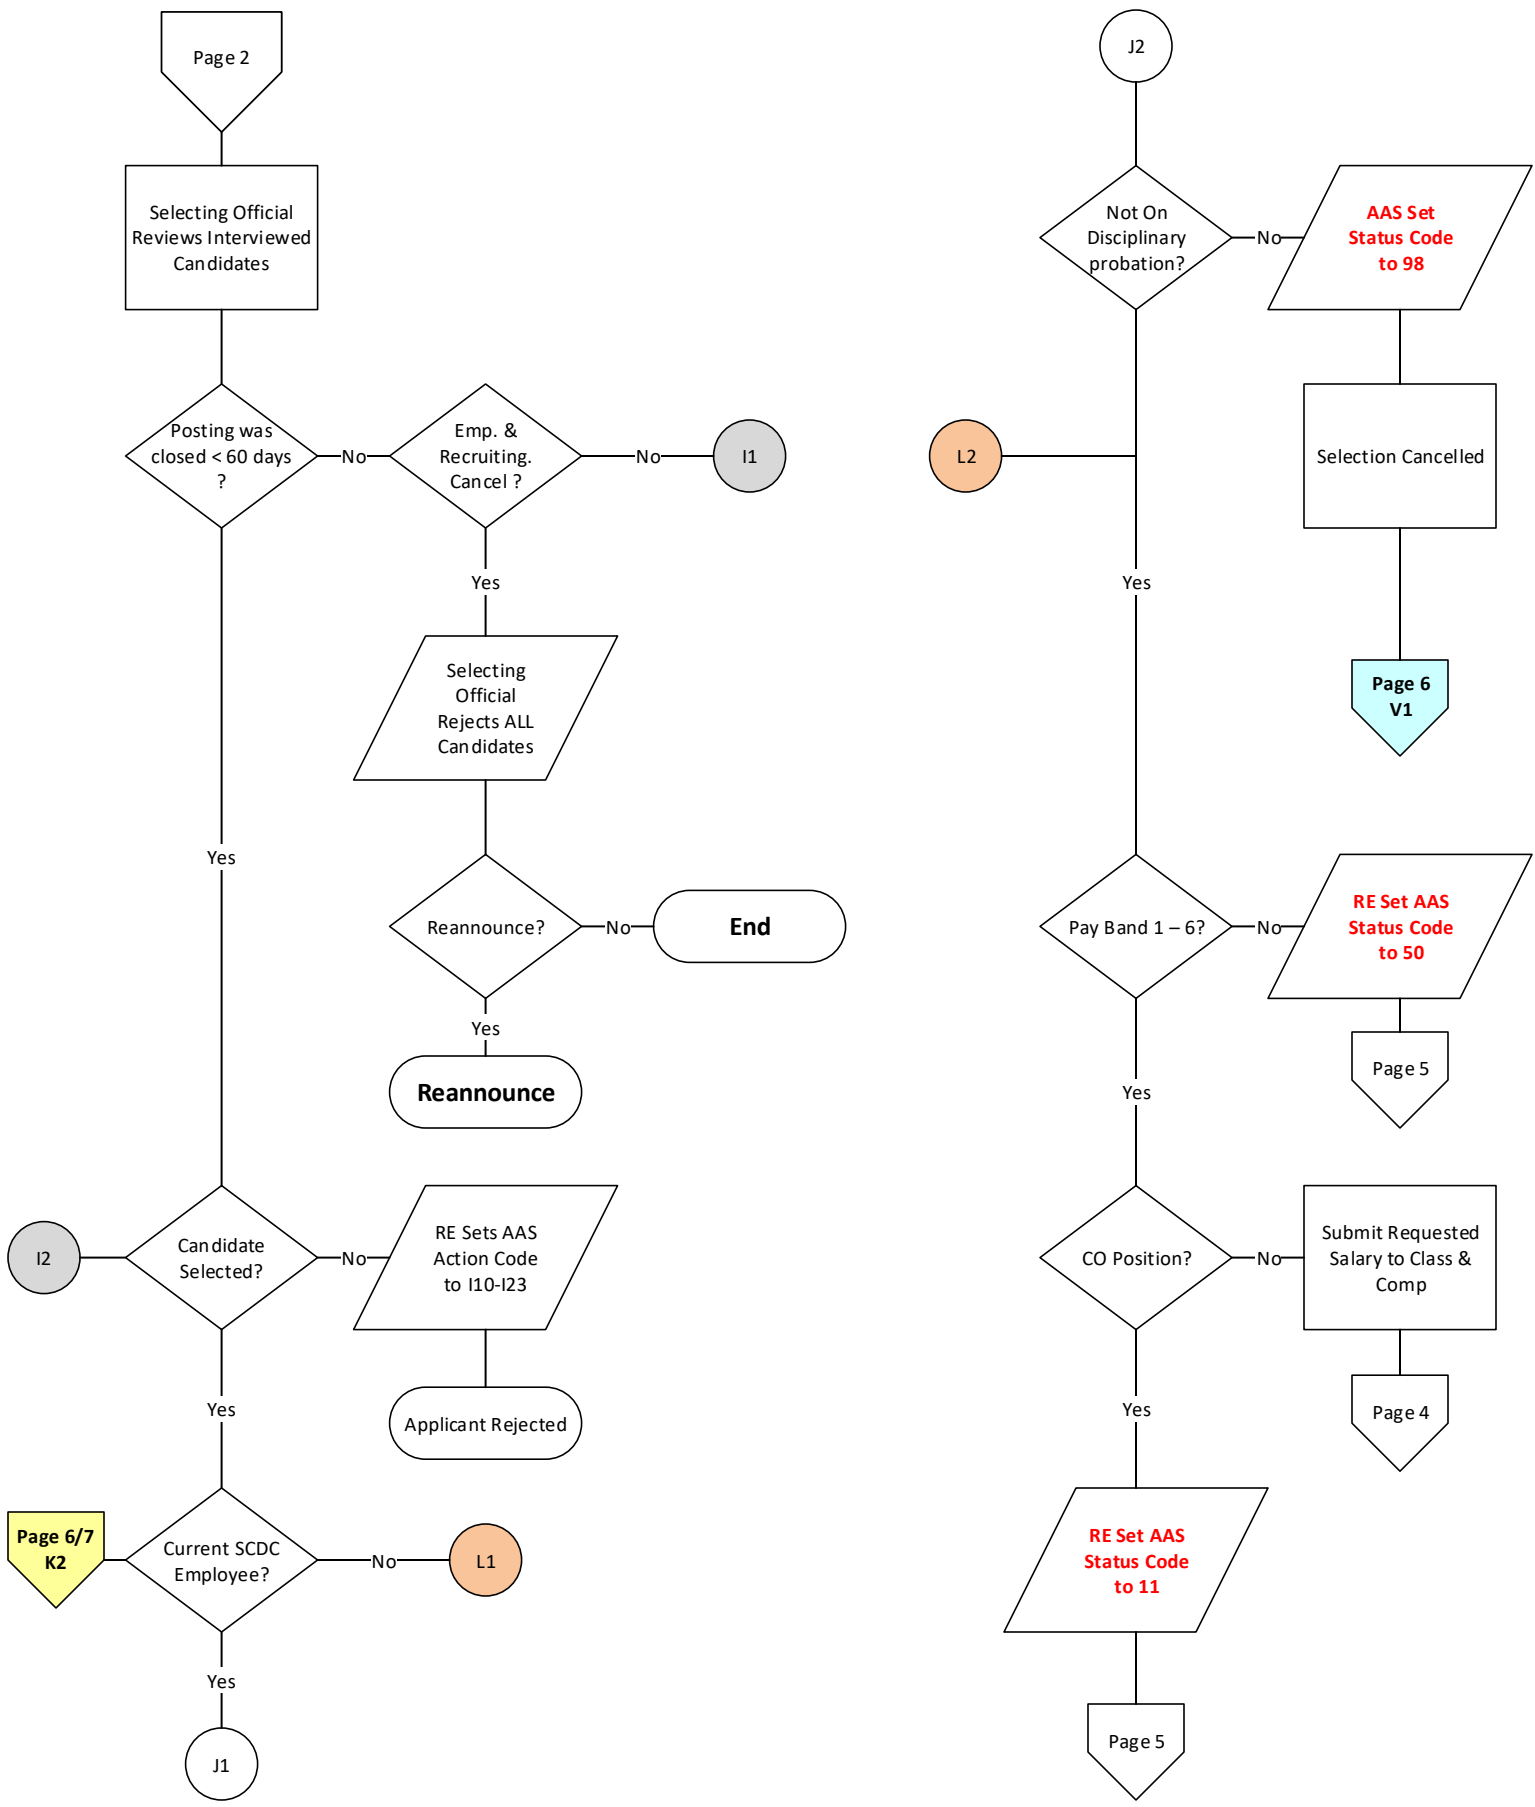 Page 2
Selecting Official
Reviews Interviewed
Candidates
Posting was
closed < 60 days
?
No
Emp. &
Recruiting.
Cancel ?
No
I1
Yes
Selecting
Official
Rejects ALL
Candidates
Yes
Reannounce?
No
End
Yes
Reannounce
I2
Candidate
Selected?
No
RE Sets AAS
Action Code
to I10-I23
Yes
Applicant Rejected
Page 6/7
K2
Current SCDC
Employee?
No
L1
Yes
J1
J2
Not On
Disciplinary
probation?
No
AAS Set
Status Code
to 98
L2
Selection Cancelled
Yes
Page 6
V1
Pay Band 1 – 6?
No
RE Set AAS
Status Code
to 50
Page 5
Yes
CO Position?
No
Submit Requested
Salary to Class &
Comp
Yes
Page 4
RE Set AAS
Status Code
to 11
Page 5